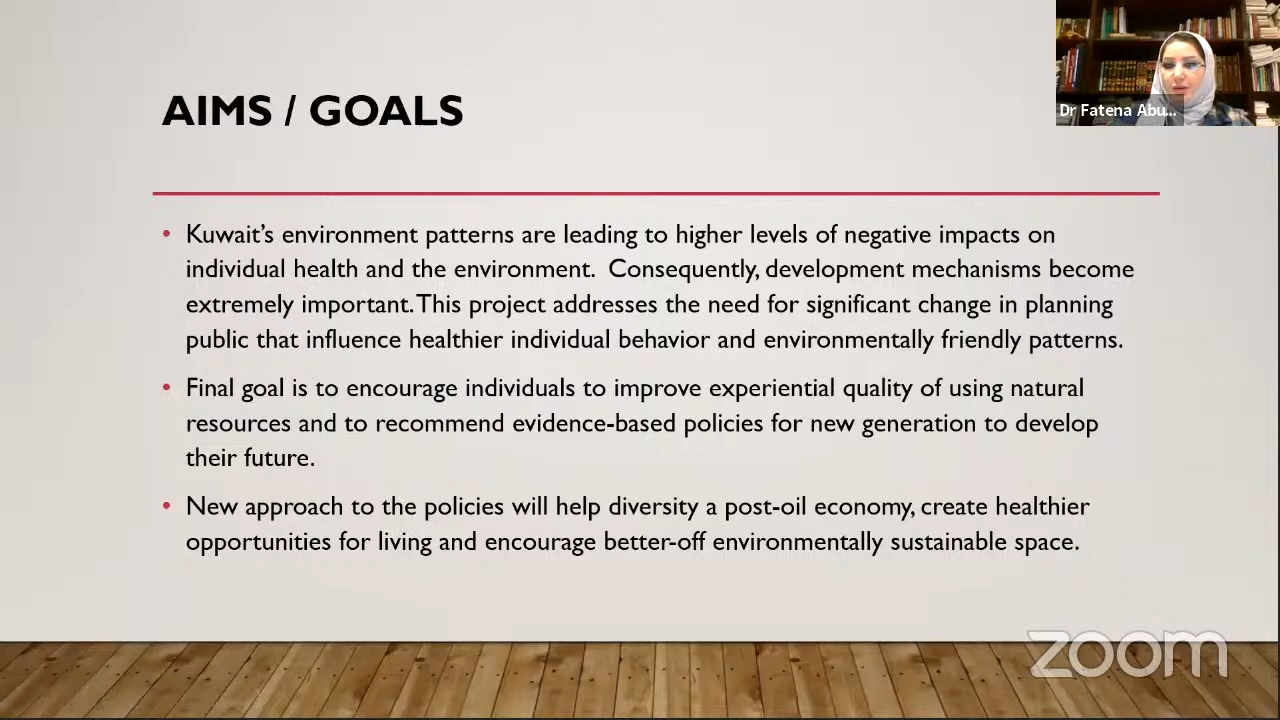 AIMS / GOALS
Dr Fatena Abu...
• Kuwait's environment patterns are leading to higher levels of negative impacts on
individual health and the environment.  Consequently, development mechanisms become
extremely important. This project addresses the need for significant change in planning
public that influence healthier individual behavior and environmentally friendly patterns.
• Final goal is to encourage individuals to improve experiential quality of using natural
resources and to recommend evidence-based policies for new generation to develop
their future.
• New approach to the policies will help diversity a post-oil economy, create healthier
opportunities for living and encourage better-off environmentally sustainable space.
zoom